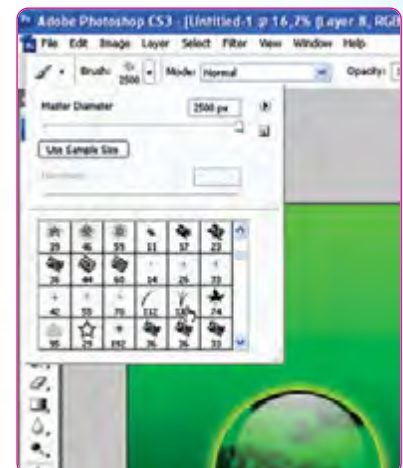 Adobe Photoshop CS3 - [Untitled-1 @ 16,7% (Layer 8, RGB
File Edit Image Layer Select Filter View Window Help
Brush: 2500 Mode: Normal Opacity:
Master Diameter 2500 px
Use Sample Size
39 46 59 11 17 23
36 44 60 14 26 33
42 55 70 112 74
95 29 192 36 36 33